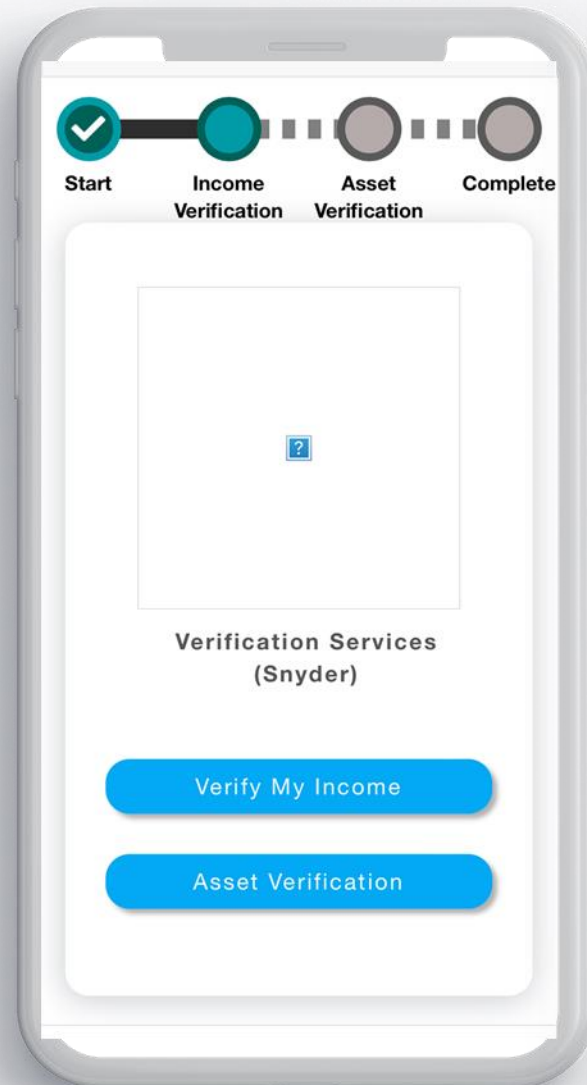 Start
Income
Verification
Asset
Verification
Complete
?
Verification Services
(Snyder)
Verify My Income
Asset Verification